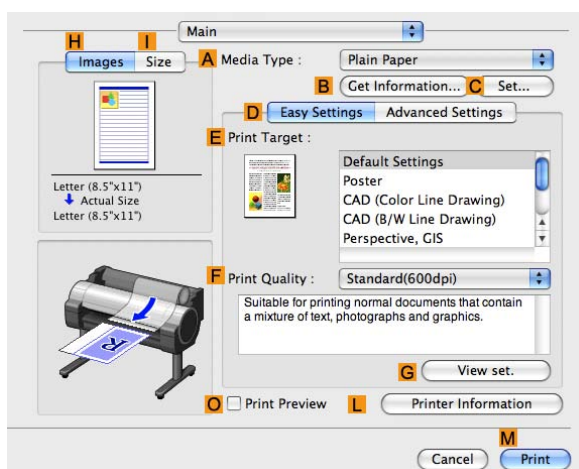 Main
H I
Images Size
A Media Type : Plain Paper
B Get Information... C Set...
D Easy Settings Advanced Settings
E Print Target :
Default Settings
Poster
CAD (Color Line Drawing)
CAD (B/W Line Drawing)
Perspective, GIS
Letter (8.5"x11")
Actual Size
Letter (8.5"x11")
F Print Quality : Standard(600dpi)
Suitable for printing normal documents that contain
a mixture of text, photographs and graphics.
R
G View set.
O Print Preview L Printer Information
M
Cancel Print